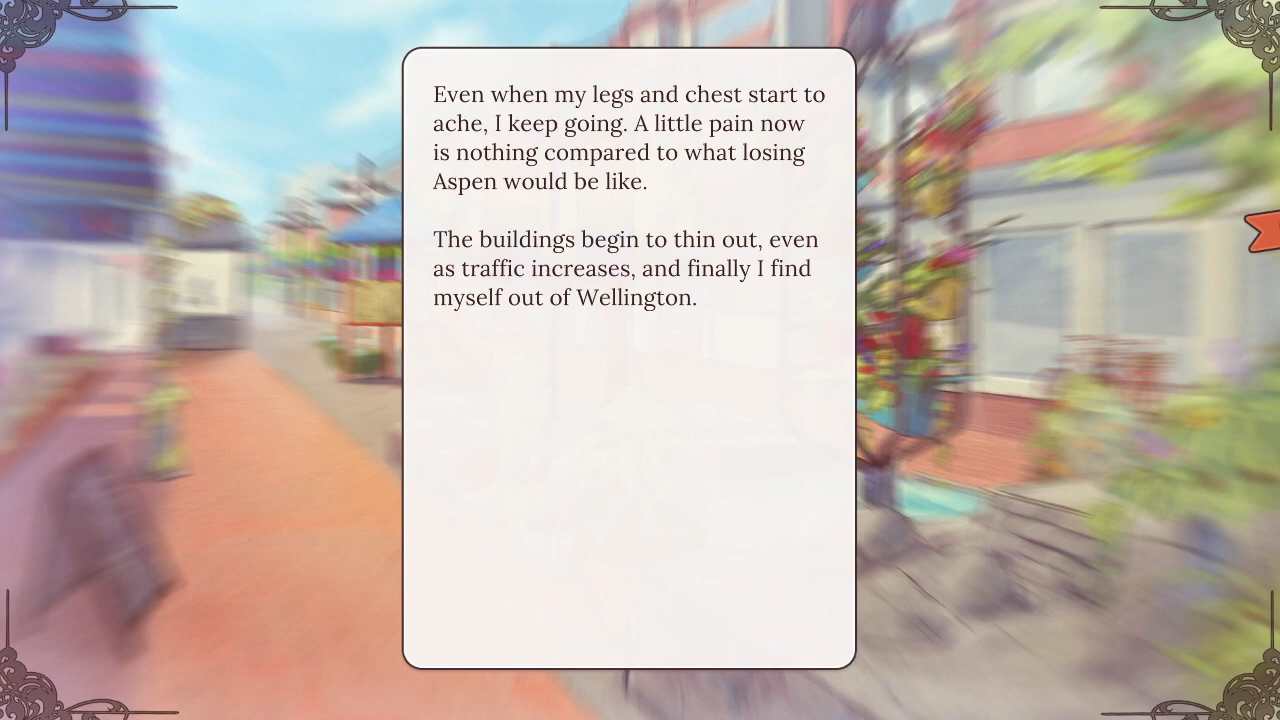 Even when my legs and chest start to
ache, I keep going. A little pain now
is nothing compared to what losing
Aspen would be like.
The buildings begin to thin out, even
as traffic increases, and finally I find
myself out of Wellington.